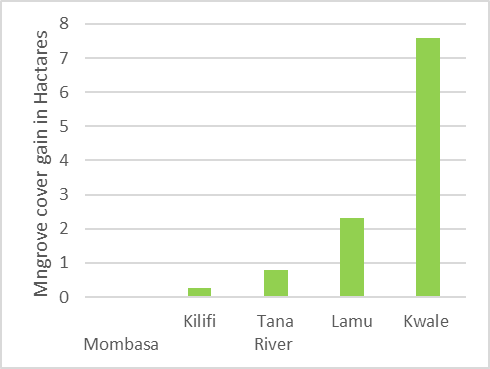 Mngrove cover gain in Hactares
8
7
6
5
4
3
2
1
0
Mombasa
Kilifi
Tana
River
Lamu
Kwale